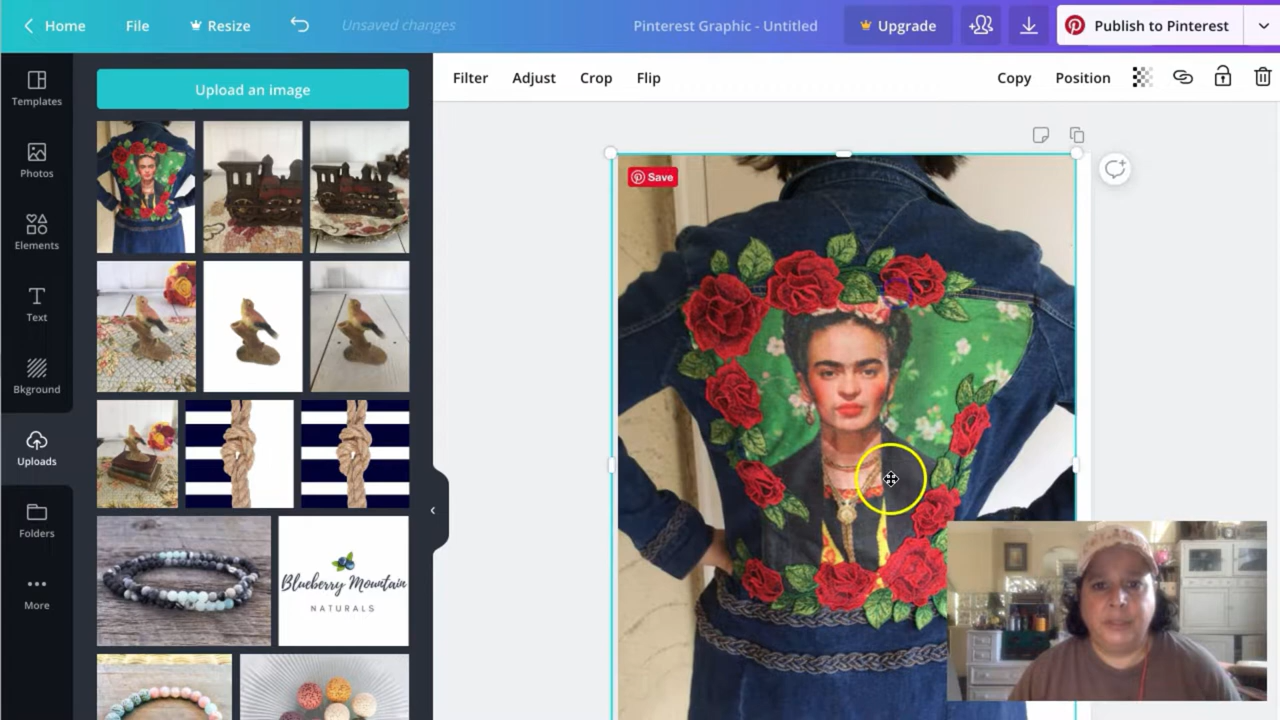 Home File Resize Unsaved changes Pinterest Graphic - Untitled Upgrade Publish to Pinterest
Filter Adjust Crop Flip Copy Position
Templates
Photos
Elements
Text
Bkground
Uploads
Folders
More
Upload an image
Blueberry Mountain
NATURALS
Save